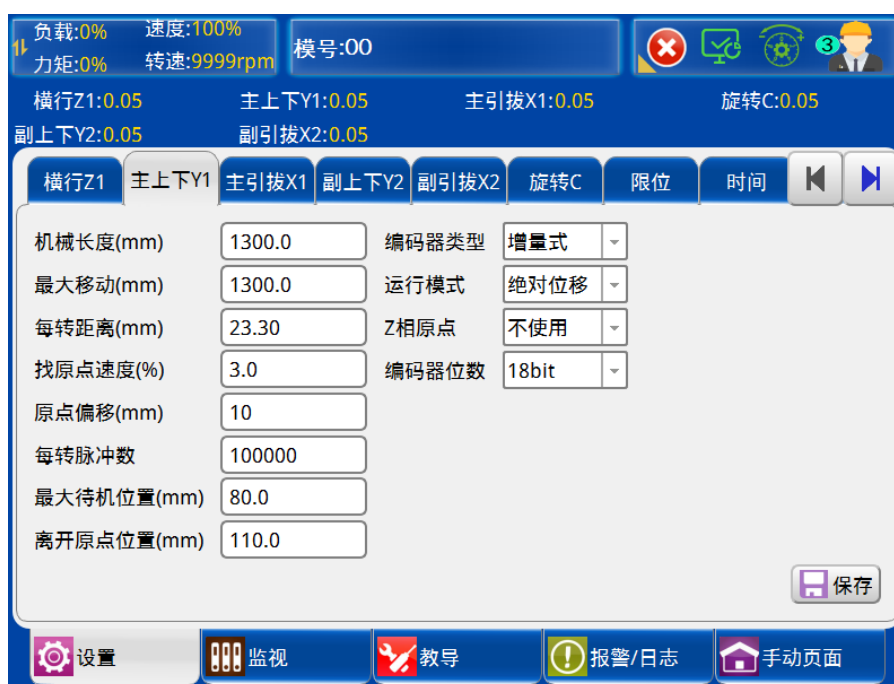 负载:0% 速度:100%
力矩:0% 转速:9999rpm
模号:00
3
横行Z1:0.05 主上下Y1:0.05 主引拔X1:0.05 旋转C:0.05
副上下Y2:0.05 副引拔X2:0.05
横行Z1 主上下Y1 主引拔X1 副上下Y2 副引拔X2 旋转C 限位 时间
机械长度(mm) 1300.0 编码器类型 增量式
最大移动(mm) 1300.0 运行模式 绝对位移
每转距离(mm) 23.30 Z相原点 不使用
找原点速度(%) 3.0 编码器位数 18bit
原点偏移(mm) 10
每转脉冲数 100000
最大待机位置(mm) 80.0
离开原点位置(mm) 110.0
保存
设置 监视 教导 报警/日志 手动页面